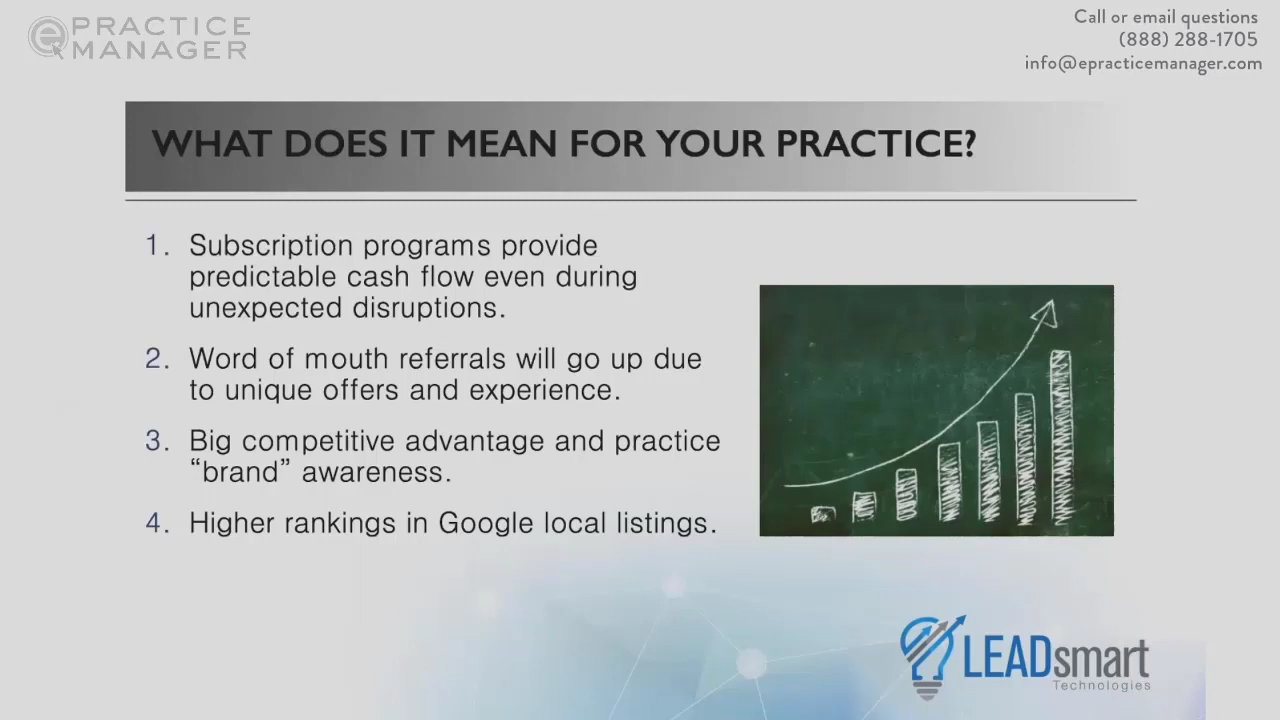 ePRACTICE
MANAGER
Call or email questions
(888) 288-1705
info@epracticemanager.com
WHAT DOES IT MEAN FOR YOUR PRACTICE?
1. Subscription programs provide
predictable cash flow even during
unexpected disruptions.
2. Word of mouth referrals will go up due
to unique offers and experience.
3. Big competitive advantage and practice
“brand” awareness.
4. Higher rankings in Google local listings.
LEADsmart
Technologies